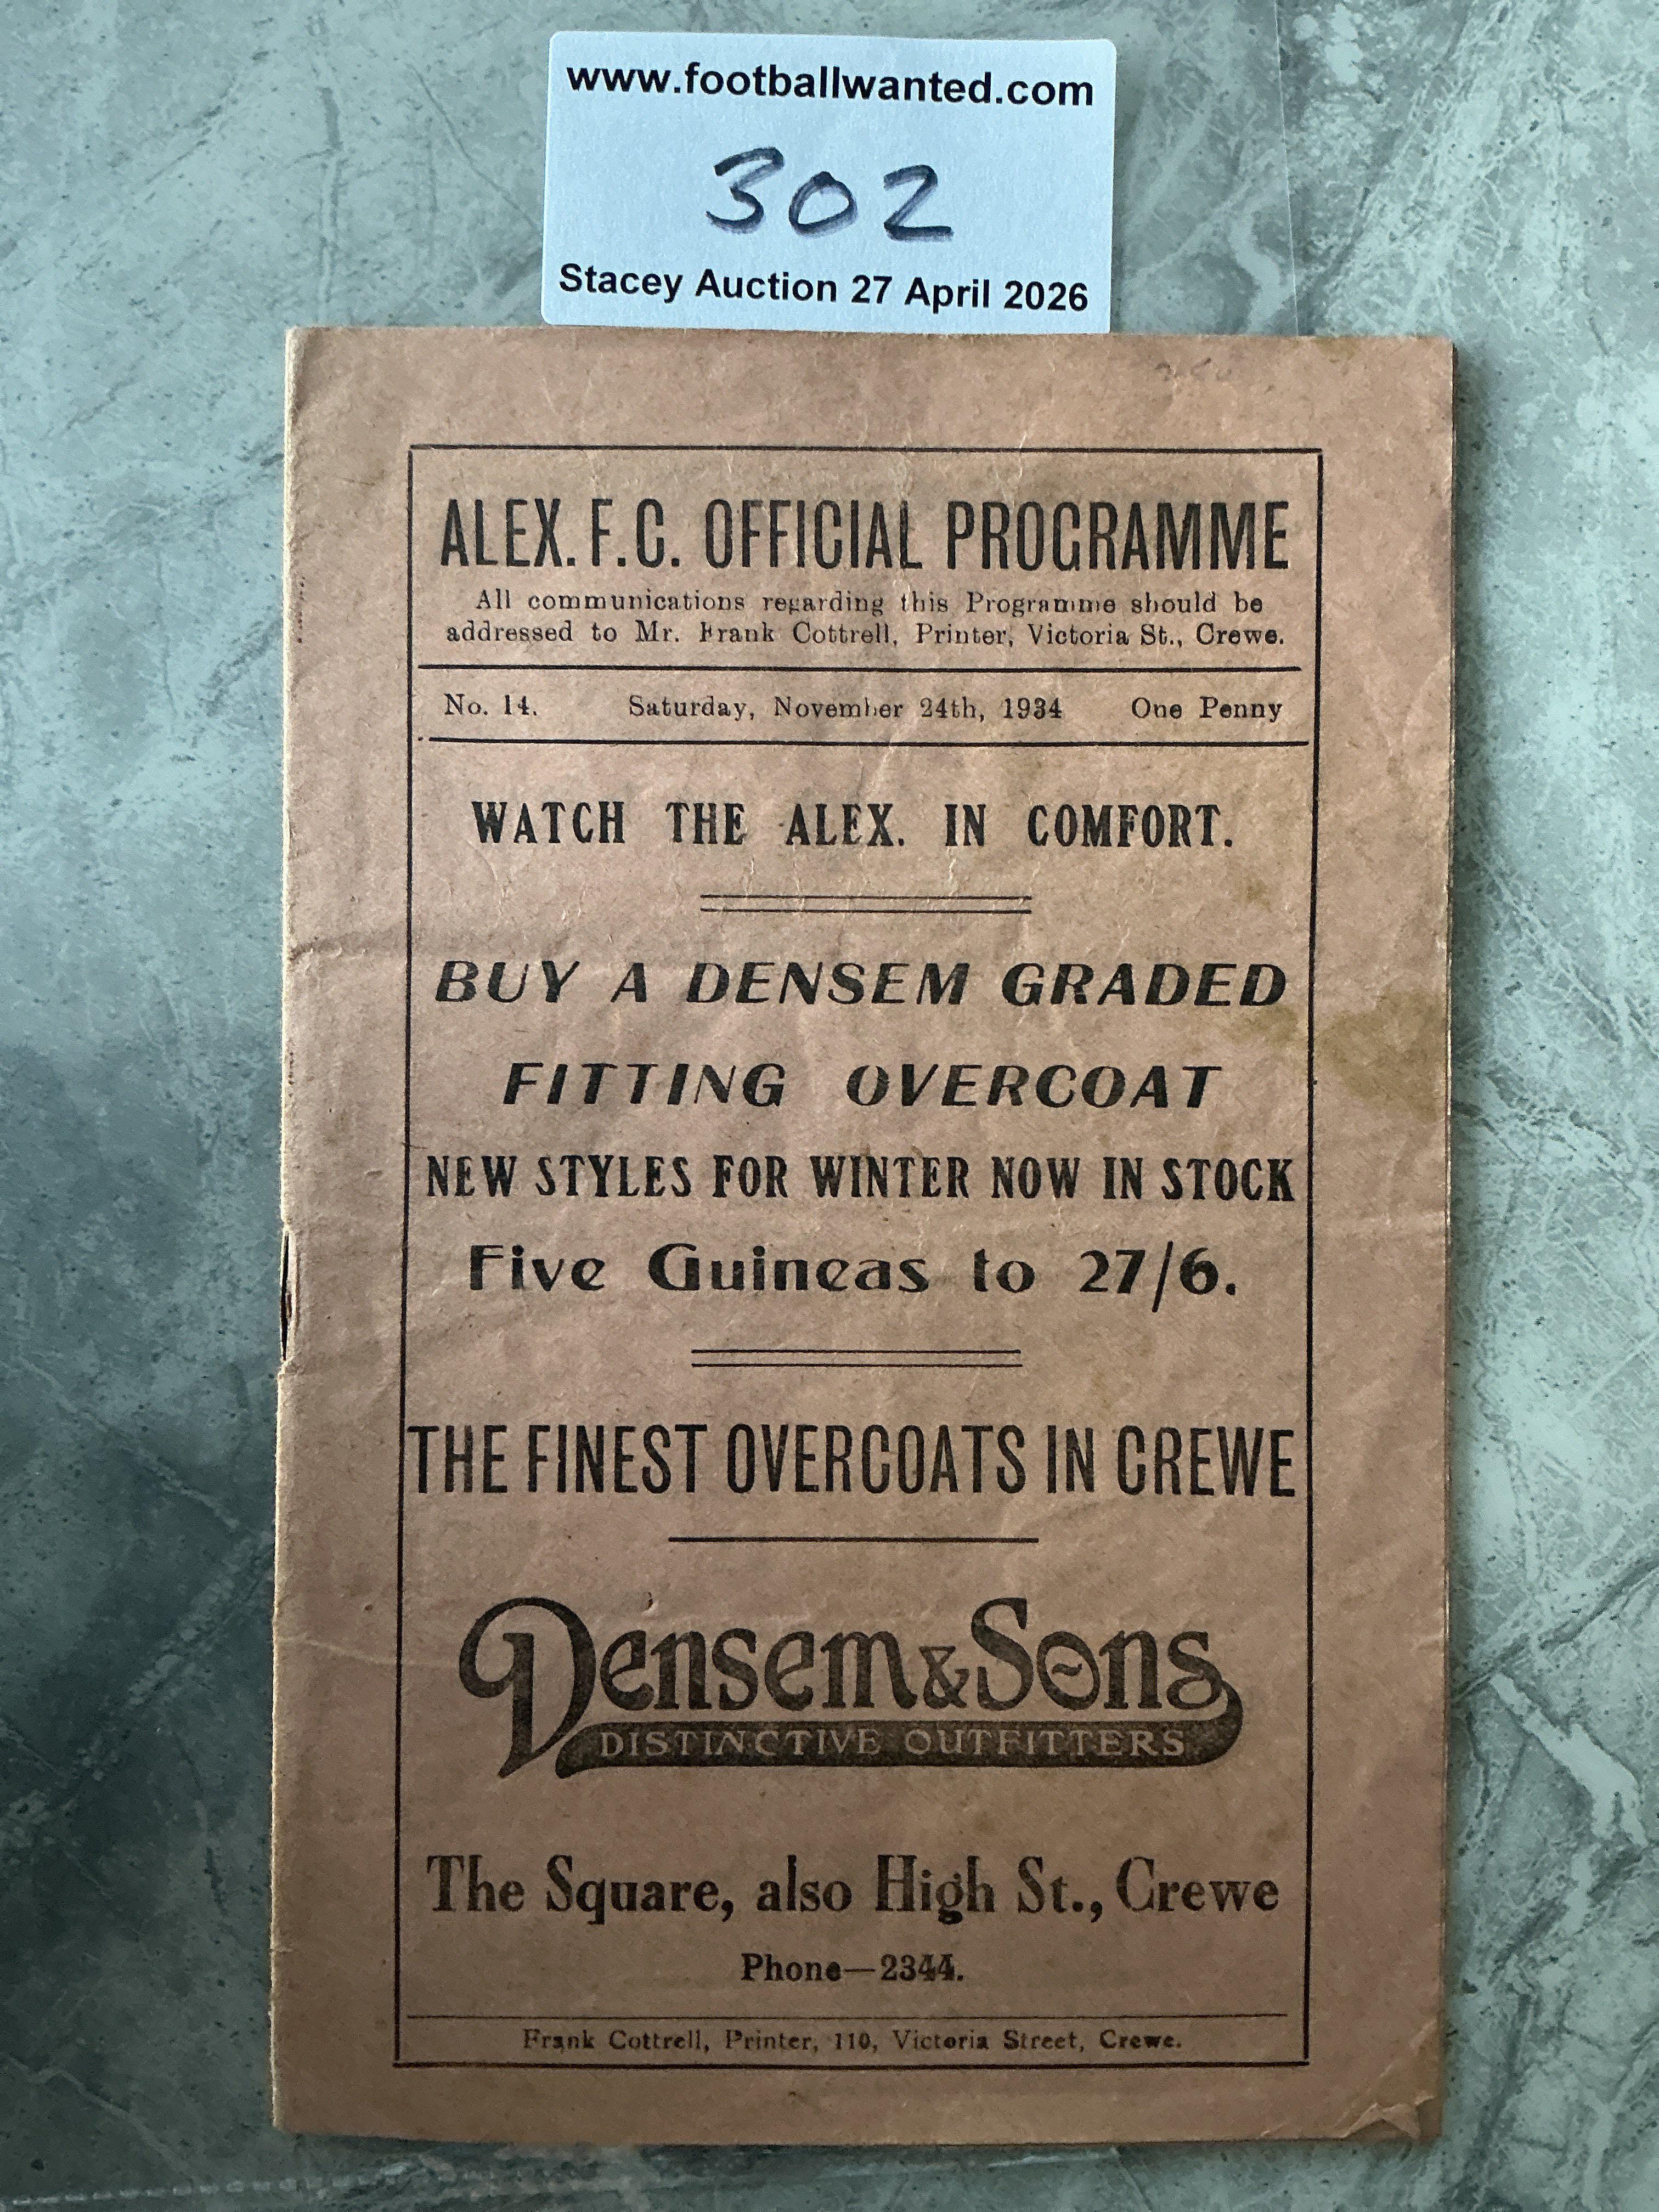 www.footballwanted.com
302
Stacey Auction 27 April 2026
ALEX. F.C. OFFICIAL PROGRAMME
All communications regarding this Programme should be
addressed to Mr. Frank Cottrell, Printer, Victoria St., Crewe.
No. 14. Saturday, November 24th, 1934 One Penny
WATCH THE ALEX. IN COMFORT.
BUY A DENSEM GRADED
FITTING OVERCOAT
NEW STYLES FOR WINTER NOW IN STOCK
Five Guineas to 27/6.
THE FINEST OVERCOATS IN CREWE
Densem & Sons
DISTINCTIVE OUTFITTERS
The Square, also High St., Crewe
Phone—2344.
Frank Cottrell, Printer, 110, Victoria Street, Crewe.